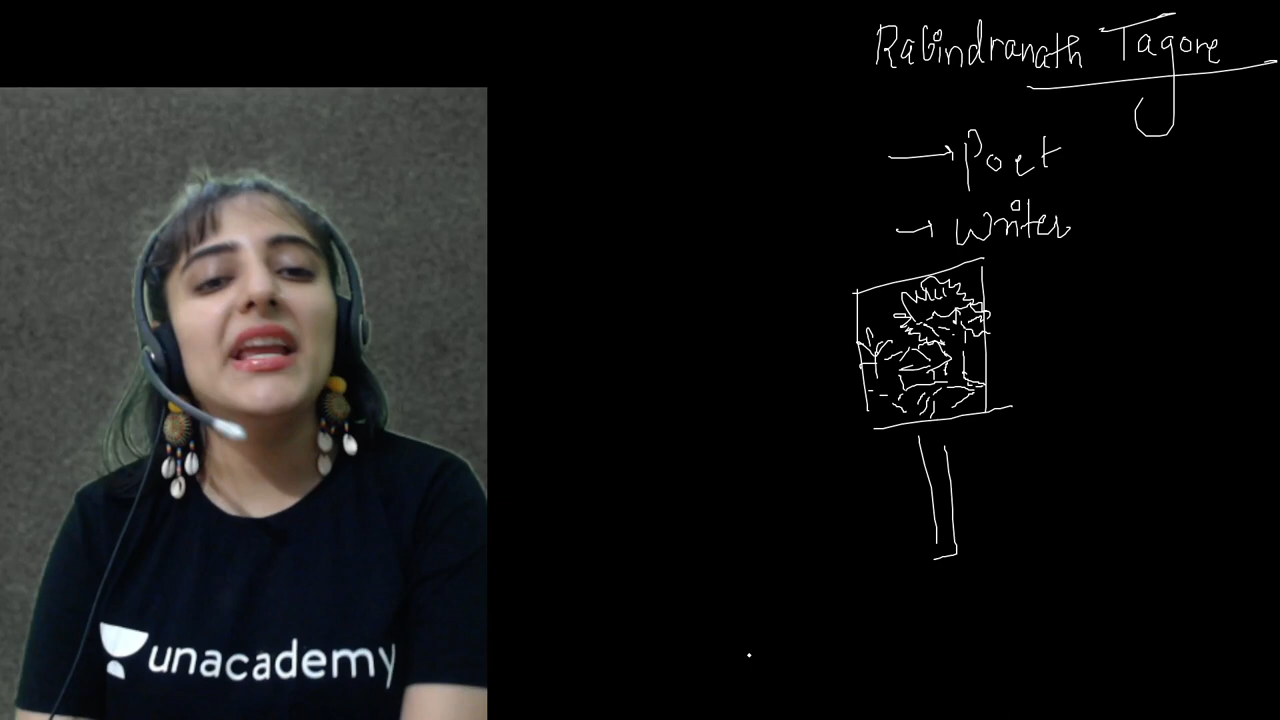 Rabindranath Tagore
→ Poet
→ Writer
unacademy